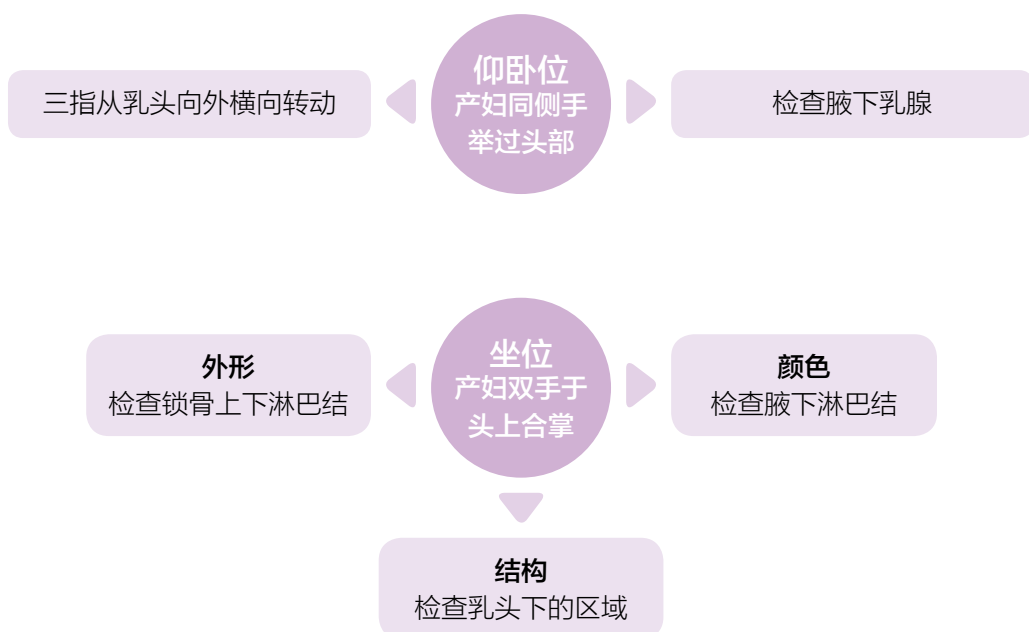 仰卧位
产妇同侧手
举过头部
三指从乳头向外横向转动
检查腋下乳腺
坐位
产妇双手于
头上合掌
外形
检查锁骨上下淋巴结
颜色
检查腋下淋巴结
结构
检查乳头下的区域